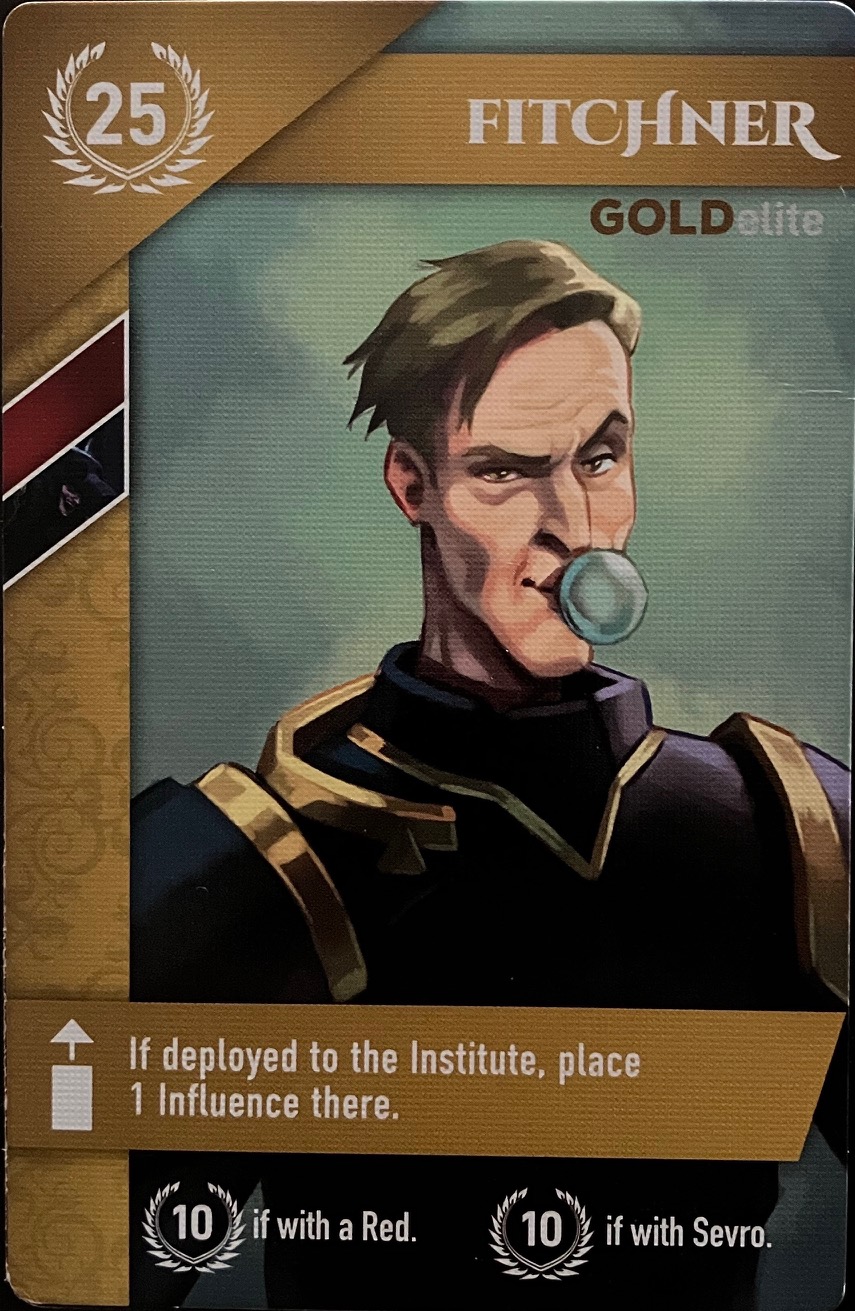 25
FITCHNER
GOLDelite
If deployed to the Institute, place
1 Influence there.
10 if with a Red.
10 if with Sevro.